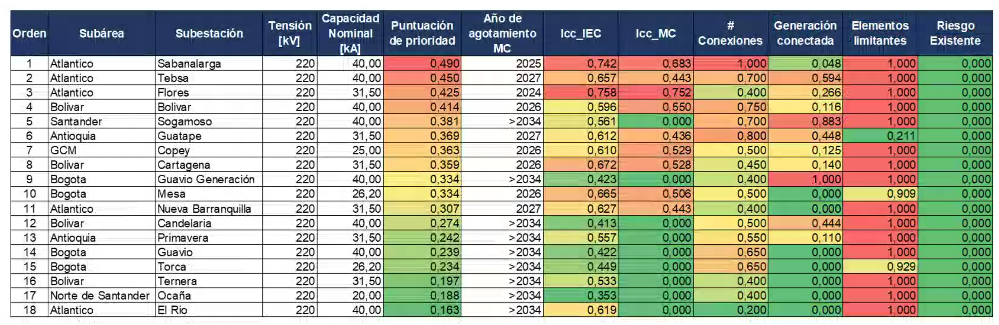 Orden Subárea Subestación Tensión [kV] Capacidad Nominal [kA] Puntuación de prioridad Año de agotamiento MC Icc_IEC Icc_MC # Conexiones Generación conectada Elementos limitantes Riesgo Existente
1 Atlantico Sabanalarga 220 40,00 0,490 2025 0,742 0,683 1,000 0,048 1,000 0,000
2 Atlantico Tebsa 220 40,00 0,450 2027 0,657 0,443 0,700 0,594 1,000 0,000
3 Atlantico Flores 220 31,50 0,425 2024 0,758 0,752 0,400 0,266 1,000 0,000
4 Bolivar Bolivar 220 40,00 0,414 2026 0,596 0,550 0,750 0,116 1,000 0,000
5 Santander Sogamoso 220 40,00 0,381 >2034 0,561 0,000 0,700 0,883 1,000 0,000
6 Antioquia Guatape 220 31,50 0,369 2027 0,612 0,436 0,800 0,448 0,211 0,000
7 GCM Copey 220 25,00 0,363 2026 0,610 0,529 0,500 0,125 1,000 0,000
8 Bolivar Cartagena 220 31,50 0,359 2026 0,672 0,528 0,450 0,140 1,000 0,000
9 Bogota Guavio Generación 220 40,00 0,334 >2034 0,423 0,000 0,400 1,000 1,000 0,000
10 Bogota Mesa 220 26,20 0,334 2026 0,665 0,506 0,500 0,000 0,909 0,000
11 Atlantico Nueva Barranquilla 220 31,50 0,307 2027 0,627 0,443 0,400 0,000 1,000 0,000
12 Bolivar Candelaria 220 40,00 0,274 >2034 0,413 0,000 0,500 0,444 1,000 0,000
13 Antioquia Primavera 220 31,50 0,242 >2034 0,557 0,000 0,550 0,110 1,000 0,000
14 Bogota Guavio 220 40,00 0,239 >2034 0,422 0,000 0,650 0,000 1,000 0,000
15 Bogota Torca 220 26,20 0,234 >2034 0,449 0,000 0,650 0,000 0,929 0,000
16 Bolivar Ternera 220 31,50 0,197 >2034 0,533 0,000 0,400 0,000 1,000 0,000
17 Norte de Santander Ocaña 220 20,00 0,188 >2034 0,353 0,000 0,400 0,000 1,000 0,000
18 Atlantico El Rio 220 40,00 0,163 >2034 0,619 0,000 0,200 0,000 1,000 0,000